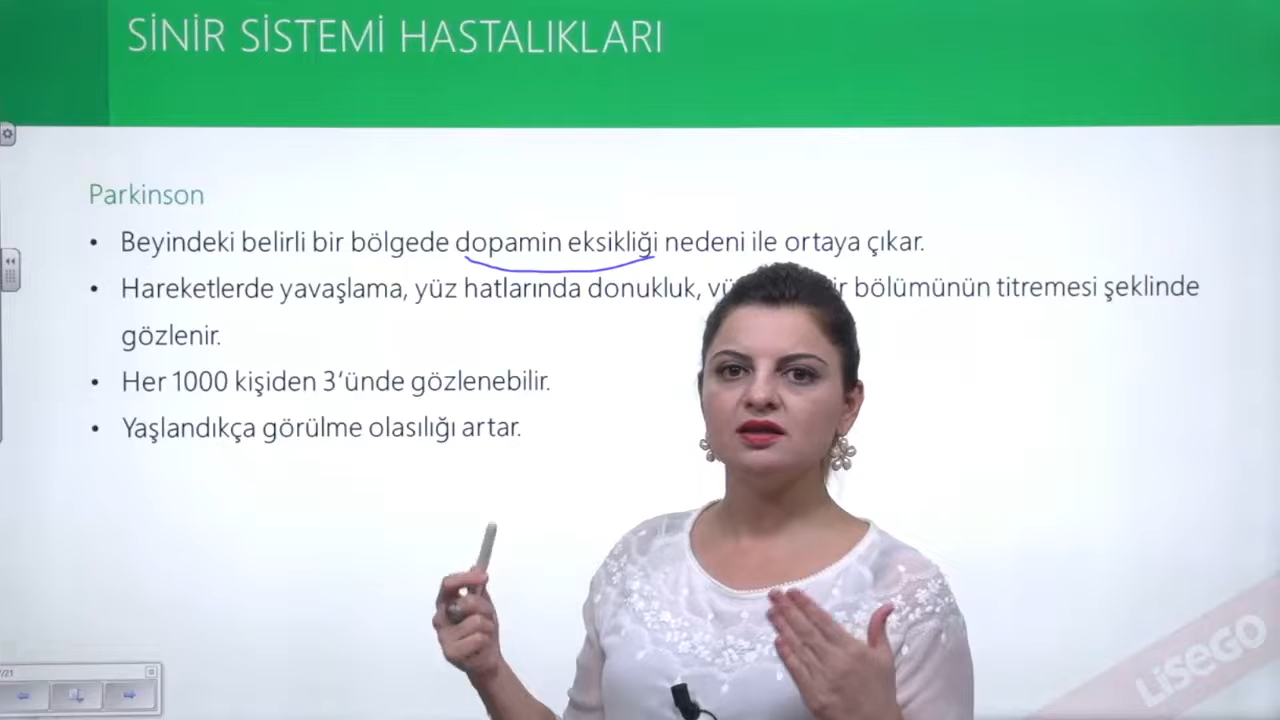 SİNİR SİSTEMİ HASTALIKLARI
Parkinson
• Beyindeki belirli bir bölgede dopamin eksikliği nedeni ile ortaya çıkar.
• Hareketlerde yavaşlama, yüz hatlarında donukluk, bölümünün titremesi şeklinde
gözlenir.
• Her 1000 kişiden 3'ünde gözlenebilir.
• Yaşlandıkça görülme olasılığı artar.
/21
LiseGO